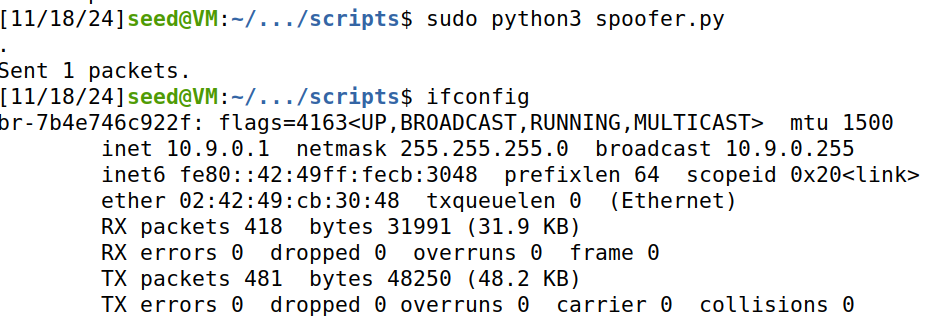 [11/18/24]seed@VM:~/.../scripts$ sudo python3 spoofer.py
.
Sent 1 packets.
[11/18/24]seed@VM:~/.../scripts$ ifconfig
br-7b4e746c922f: flags=4163<UP,BROADCAST,RUNNING,MULTICAST>  mtu 1500
        inet 10.9.0.1  netmask 255.255.255.0  broadcast 10.9.0.255
        inet6 fe80::42:49ff:fecb:3048  prefixlen 64  scopeid 0x20<link>
        ether 02:42:49:cb:30:48  txqueuelen 0  (Ethernet)
        RX packets 418  bytes 31991 (31.9 KB)
        RX errors 0  dropped 0  overruns 0  frame 0
        TX packets 481  bytes 48250 (48.2 KB)
        TX errors 0  dropped 0 overruns 0  carrier 0  collisions 0